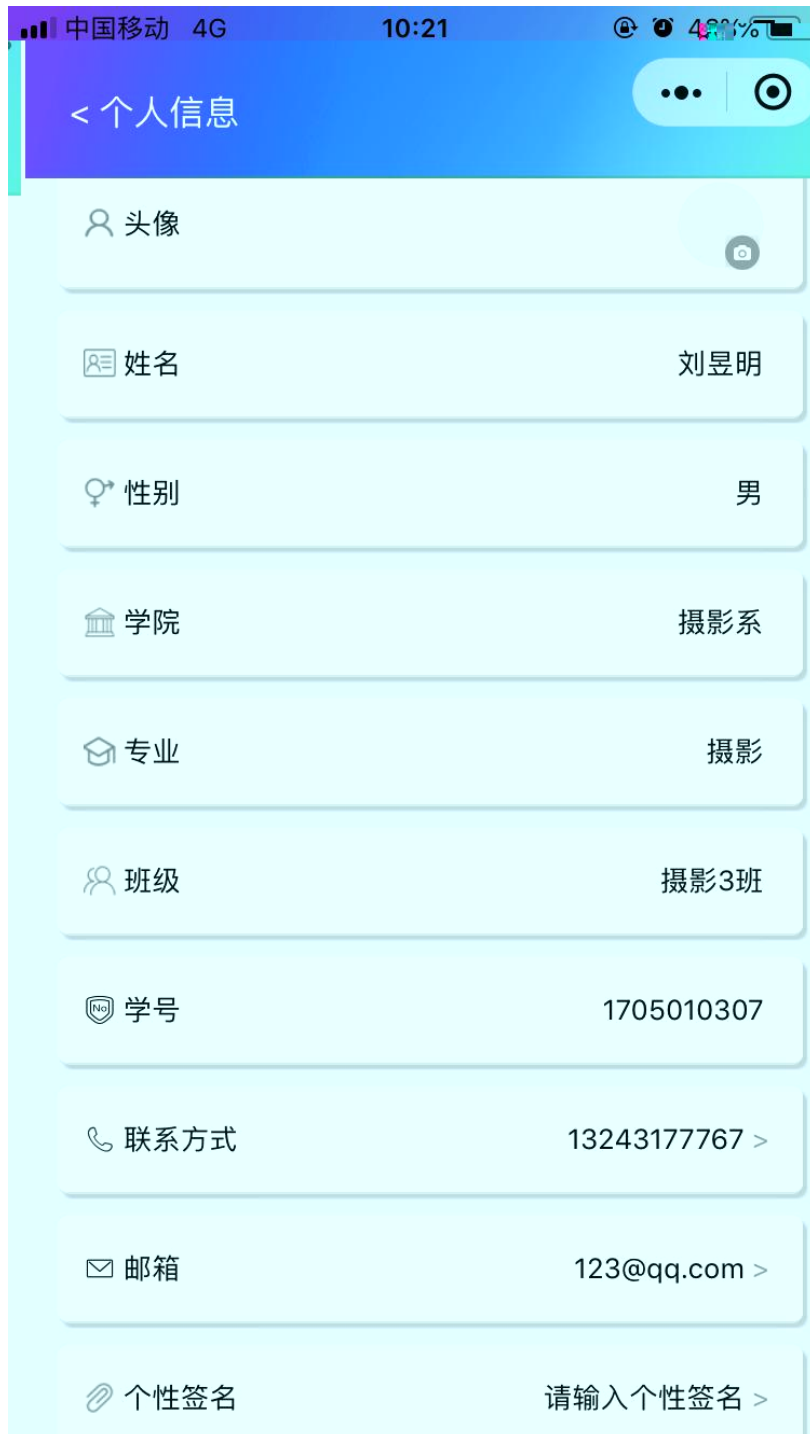 中国移动 4G 10:21
< 个人信息
头像
姓名 刘昱明
性别 男
学院 摄影系
专业 摄影
班级 摄影3班
No 学号 1705010307
联系方式 13243177767 >
邮箱 123@qq.com >
个性签名 请输入个性签名 >